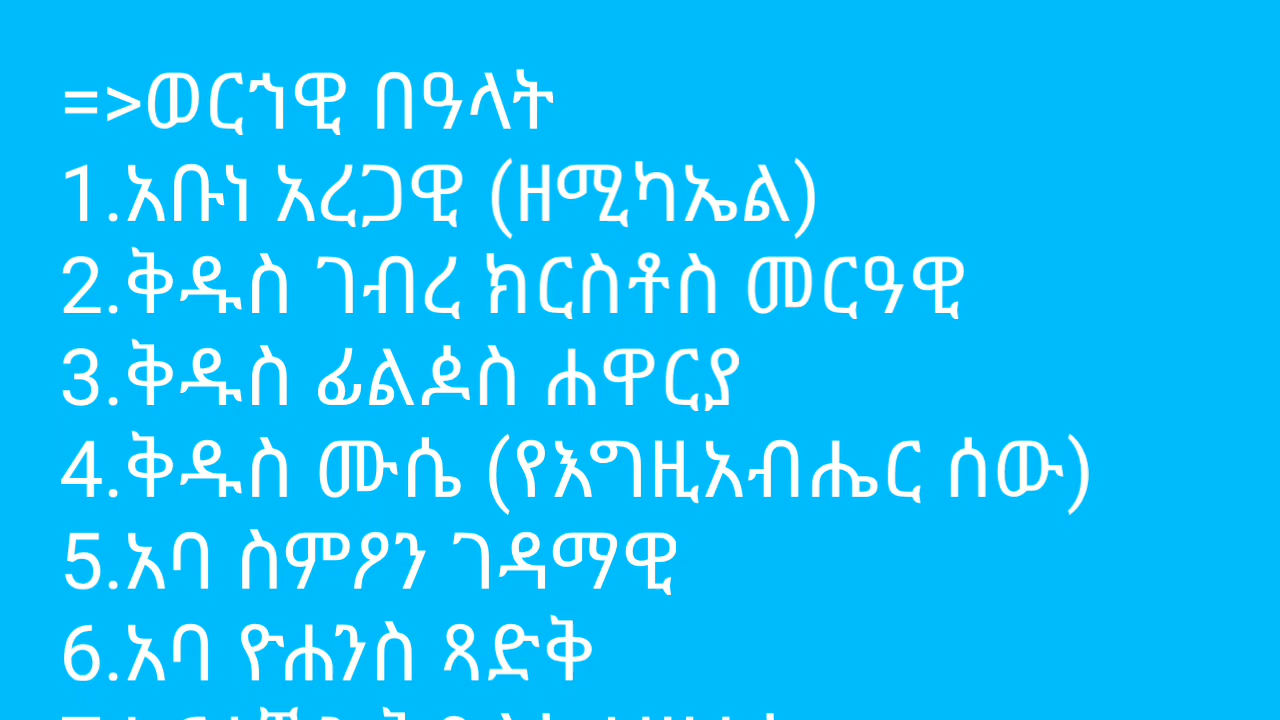 =>ወርኀዊ በዓላት
1.አቡነ አረጋዊ (ዘሚካኤል)
2.ቅዱስ ገብረ ክርስቶስ መርዓዊ
3.ቅዱስ ፊልዾስ ሐዋርያ
4.ቅዱስ ሙሴ (የእግዚአብሔር ሰው)
5.አባ ስምዖን ገዳማዊ
6.አባ ዮሐንስ ጻድቅ